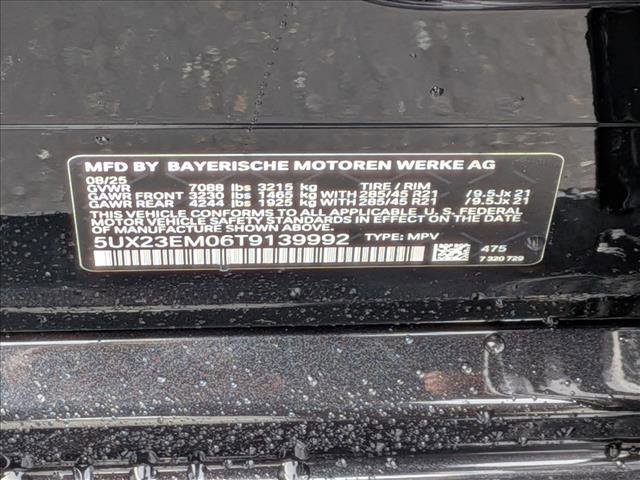 MFD BY BAYERISCHE MOTOREN WERKE AG
08/25
GVWR 7088 lbs 3215 kg TIRE / RIM
GAWR FRONT 3230 lbs 1465 kg WITH 285/45 R21 / 9.5Jx 21
GAWR REAR 4244 lbs 1925 kg WITH 285/45 R21 / 9.5Jx 21
THIS VEHICLE CONFORMS TO ALL APPLICABLE U.S. FEDERAL
MOTOR VEHICLE SAFETY STANDARDS IN EFFECT ON THE DATE
OF MANUFACTURE SHOWN ABOVE.
5UX23EM06T9139992 TYPE: MPV
475
7 320 729